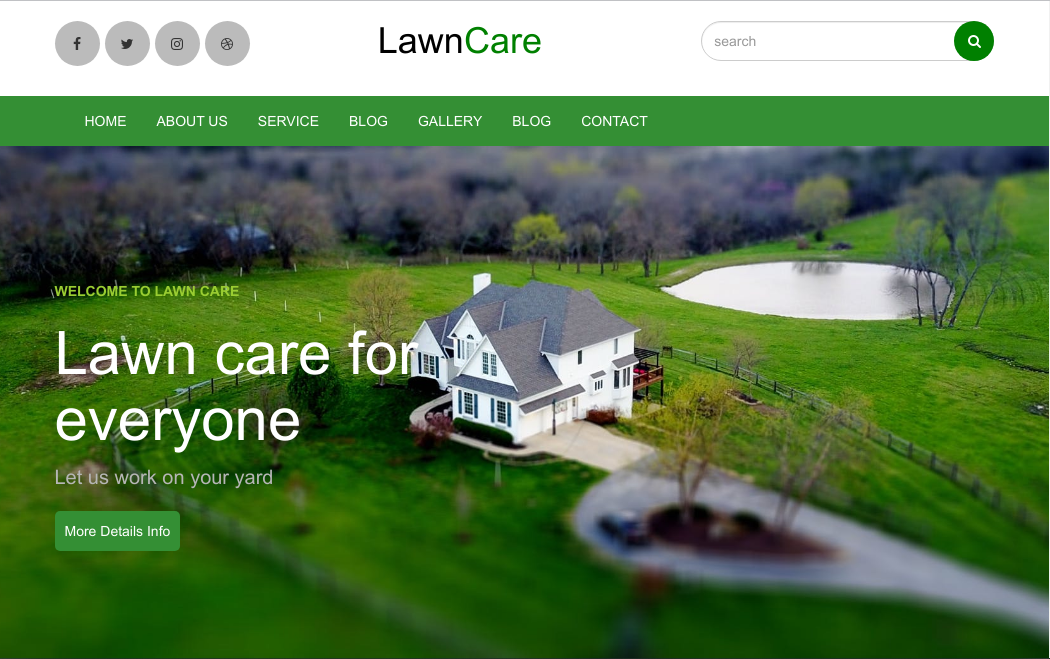 LawnCare
search
HOME ABOUT US SERVICE BLOG GALLERY BLOG CONTACT
WELCOME TO LAWN CARE
Lawn care for
everyone
Let us work on your yard
More Details Info